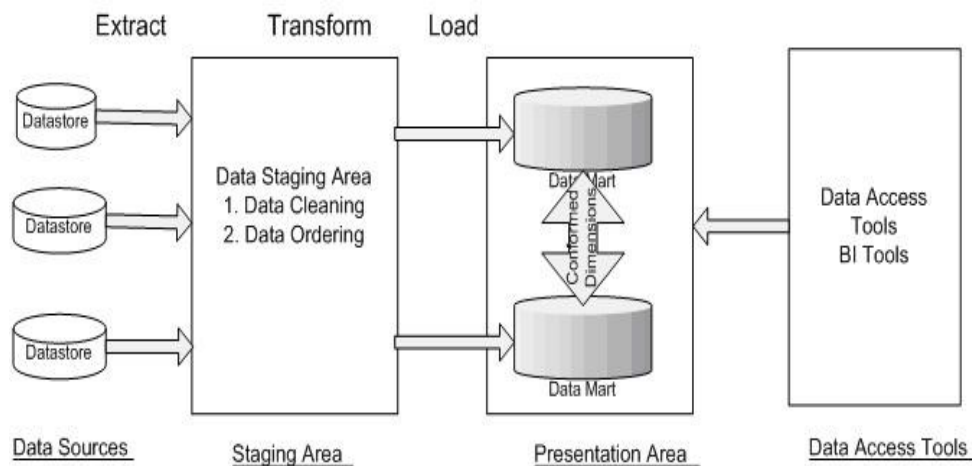 Extract
Transform
Load
Datastore
Datastore
Datastore
Data Staging Area
1. Data Cleaning
2. Data Ordering
Data Mart
Conformed
Dimensions
Data Mart
Data Access
Tools
BI Tools
Data Sources
Staging Area
Presentation Area
Data Access Tools